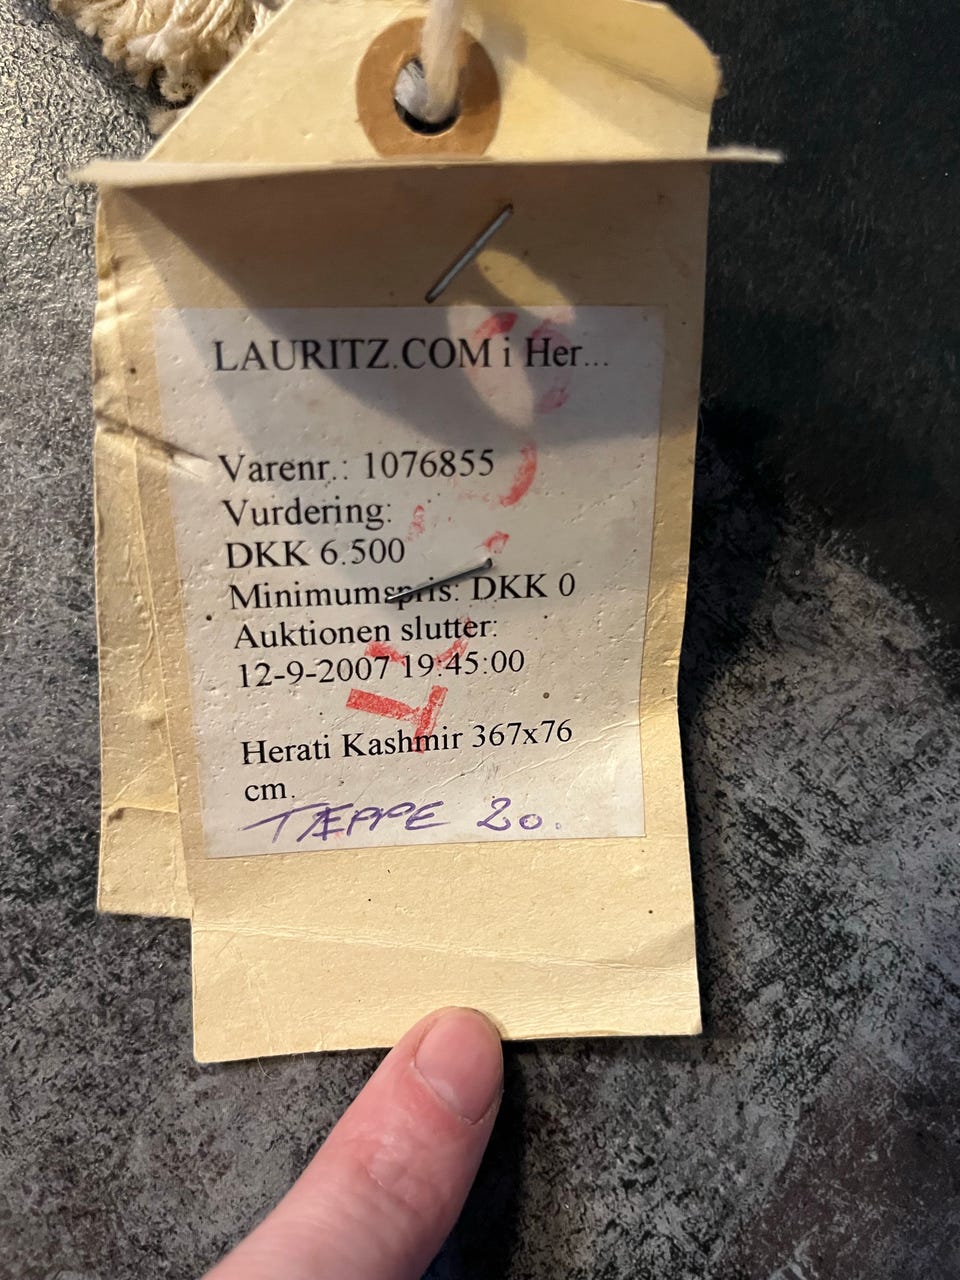 LAURITZ.COM i Her...
Varenr.: 1076855
Vurdering:
DKK 6.500
Minimumspris: DKK 0
Auktionen slutter:
12-9-2007 19:45:00
Herati Kashmir 367x76
cm.
TÆPPE 20.